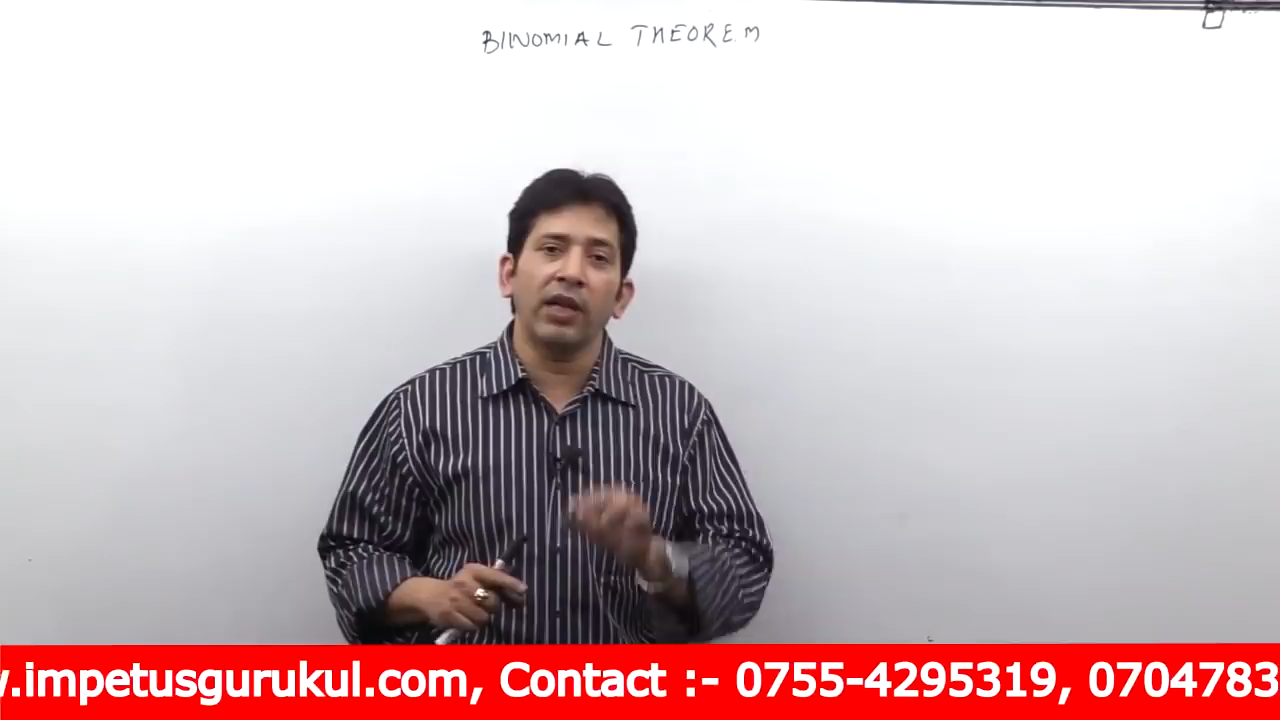 BINOMIAL THEOREM
.impetusgurukul.com, Contact :- 0755-4295319, 0704783